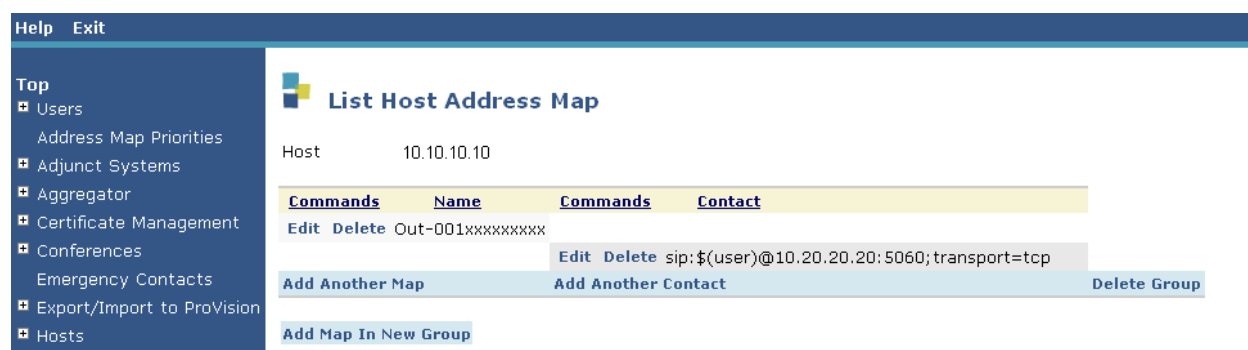 Help Exit
Top
Users
Address Map Priorities
Adjunct Systems
Aggregator
Certificate Management
Conferences
Emergency Contacts
Export/Import to ProVision
Hosts
List Host Address Map
Host 10.10.10.10
Commands Name Commands Contact
Edit Delete Out-001xxxxxxxxx
Edit Delete sip:$(user)@10.20.20.20:5060;transport=tcp
Add Another Map Add Another Contact Delete Group
Add Map In New Group